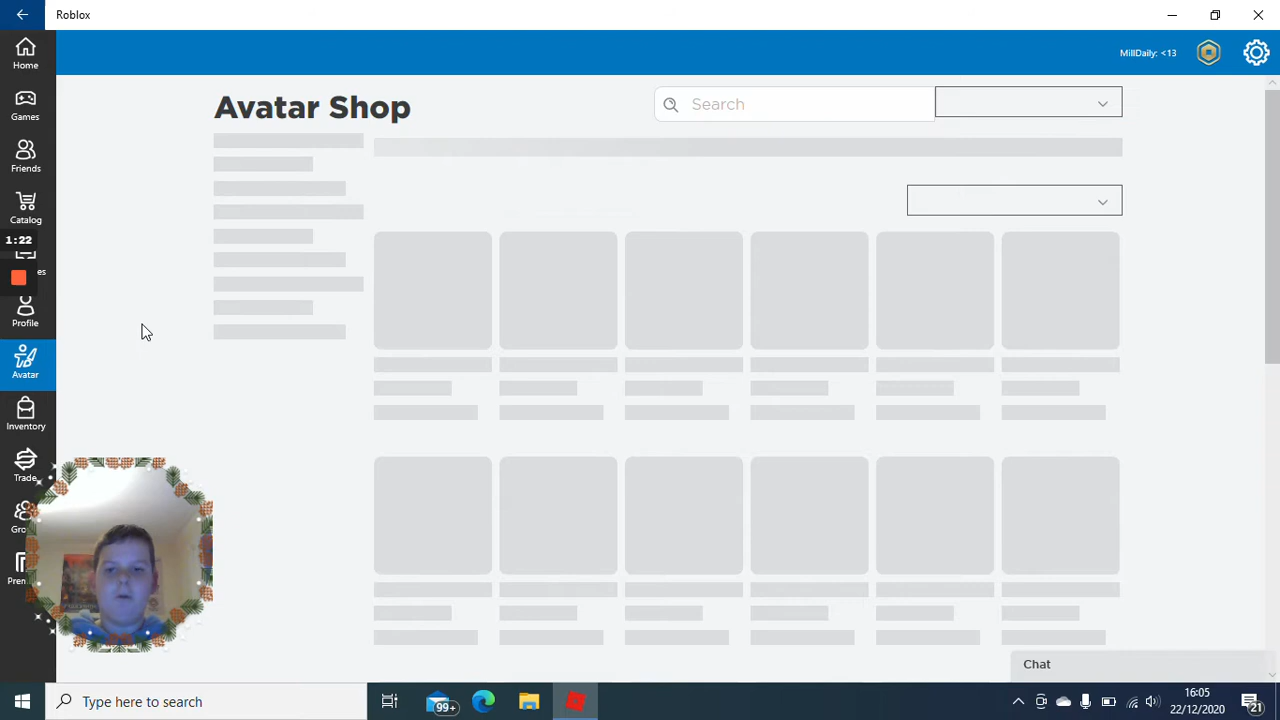 Roblox
MillDaily: <13
Home
Games
Friends
Catalog
1:22
Profile
Avatar
Inventory
Trade
Avatar Shop
Search
Chat
Type here to search
99+
16:05
22/12/2020
21